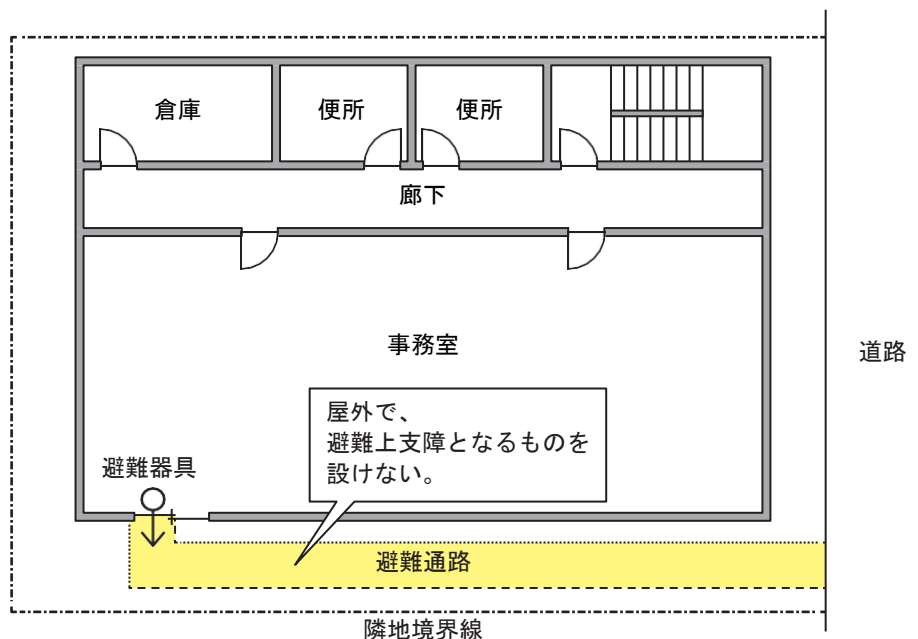 倉庫
便所
便所
廊下
事務室
道路
屋外で、
避難上支障となるものを
設けない。
避難器具
避難通路
隣地境界線